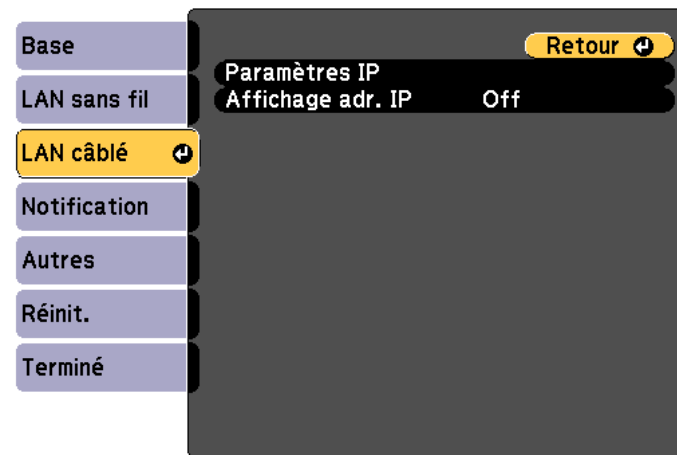 Base
LAN sans fil
LAN câblé
Notification
Autres
Réinit.
Terminé
Retour
Paramètres IP
Affichage adr. IP Off